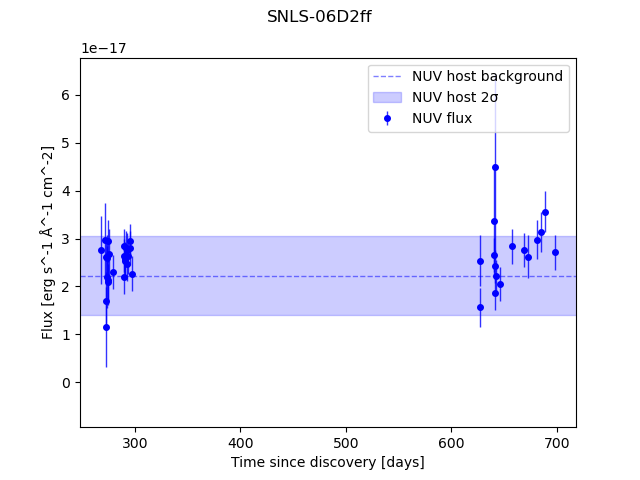 SNLS-06D2ff
1e−17
NUV host background
NUV host 2σ
NUV flux
Flux [erg s^-1 Å^-1 cm^-2]
6
5
4
3
2
1
0
300 400 500 600 700
Time since discovery [days]